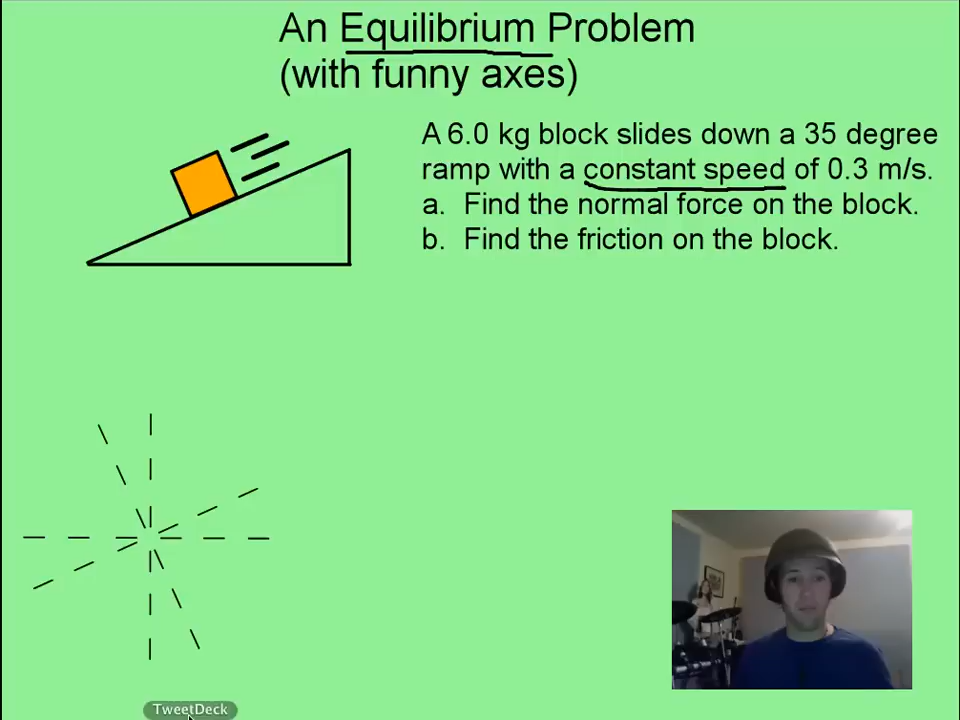 An Equilibrium Problem
(with funny axes)
A 6.0 kg block slides down a 35 degree
ramp with a constant speed of 0.3 m/s.
a. Find the normal force on the block.
b. Find the friction on the block.
TweetDeck